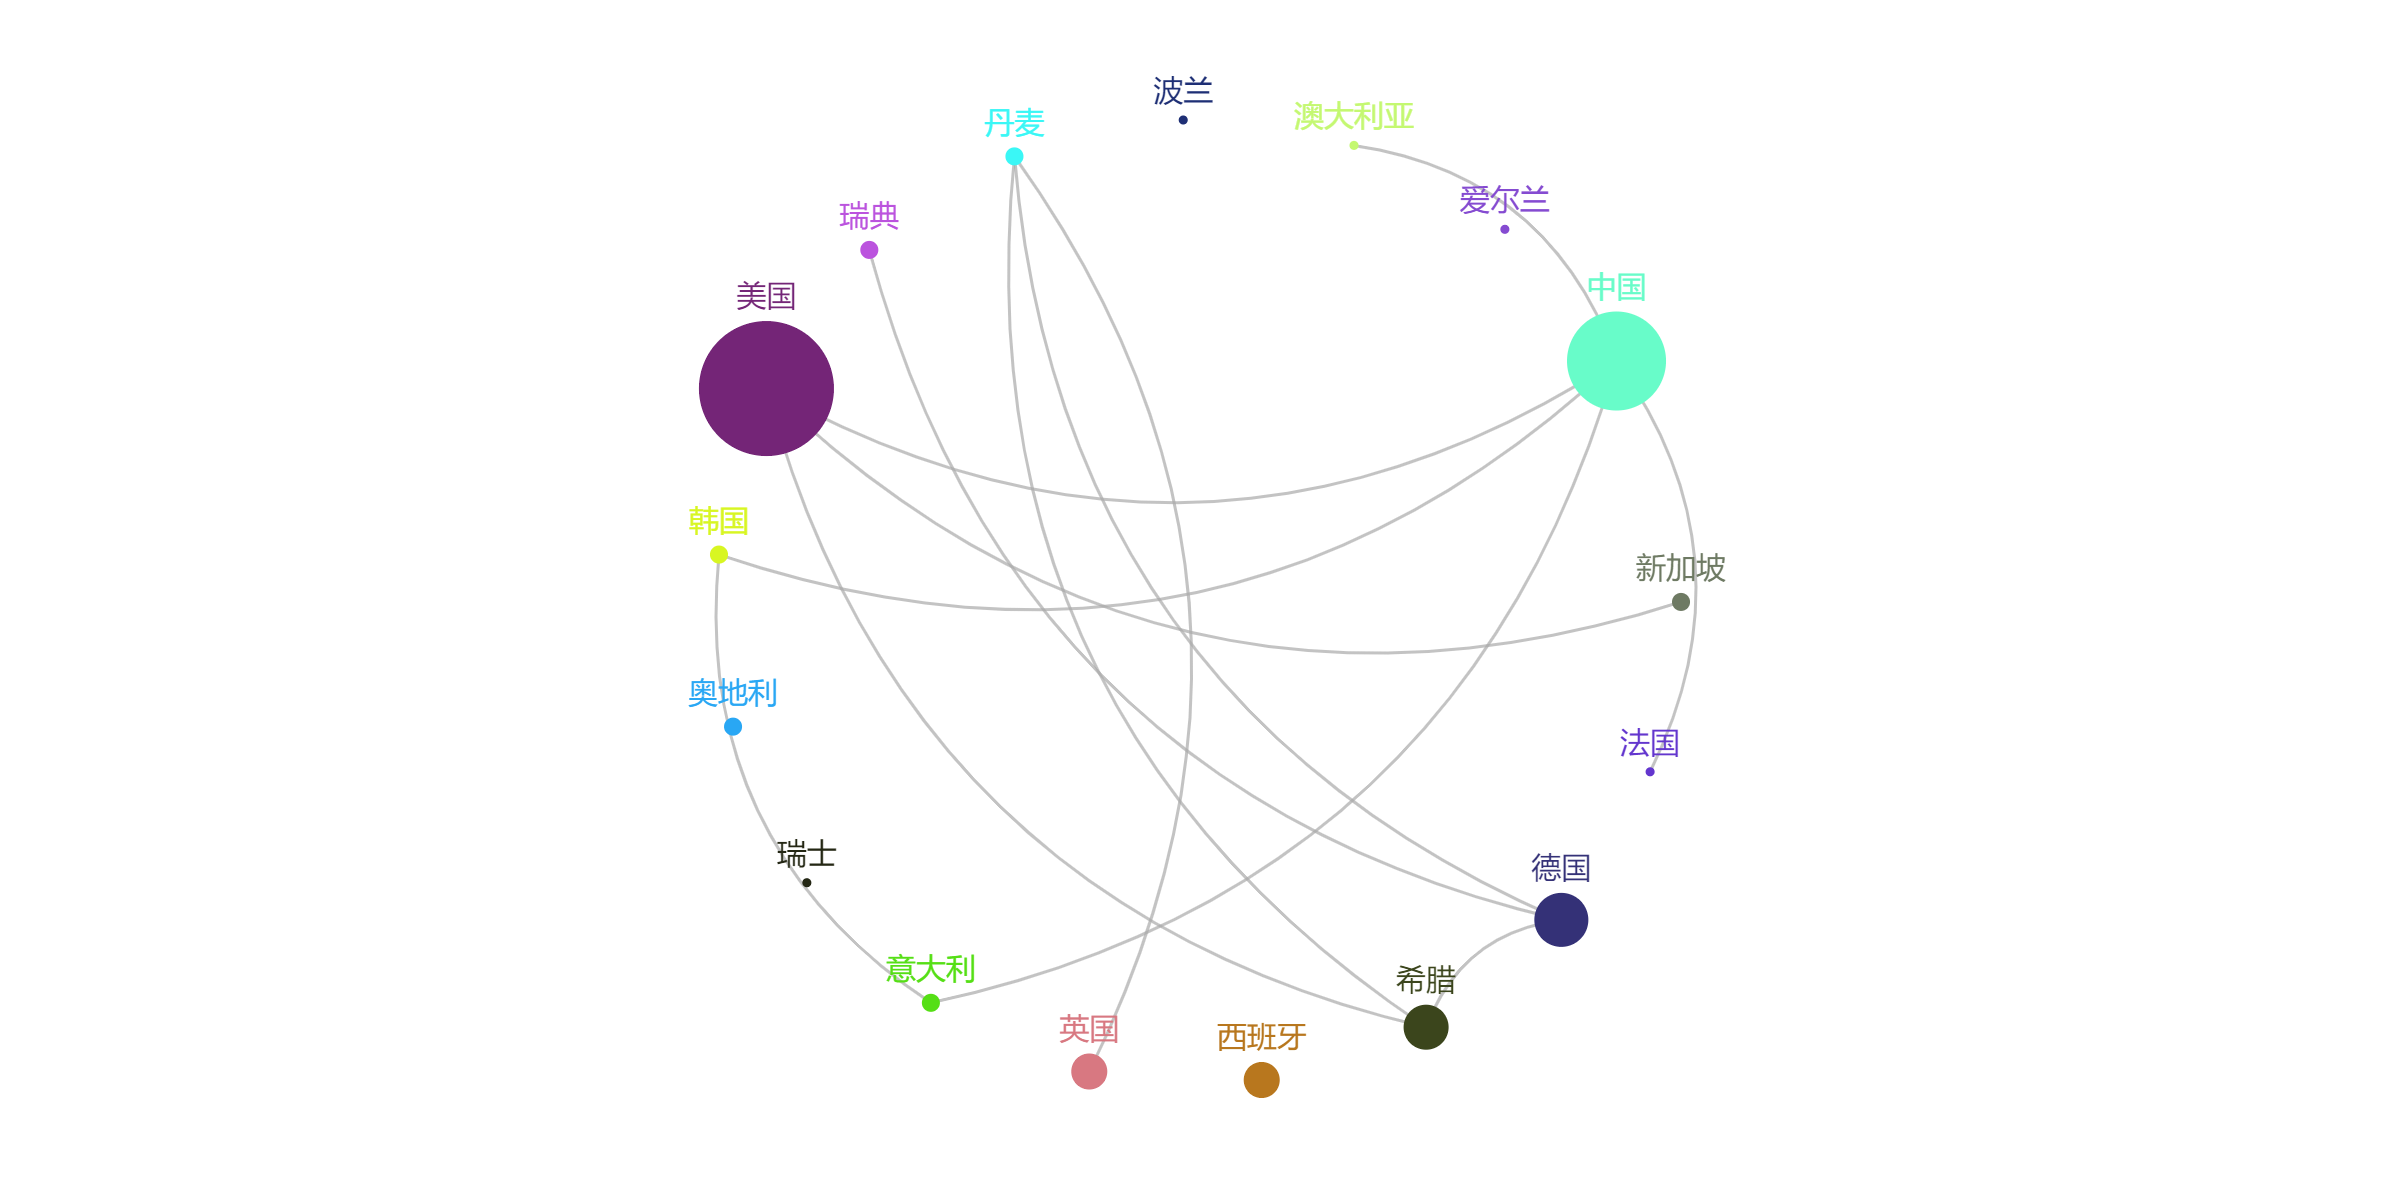 波兰
澳大利亚
丹麦
爱尔兰
瑞典
中国
美国
韩国
新加坡
奥地利
法国
瑞士
德国
意大利
希腊
英国
西班牙